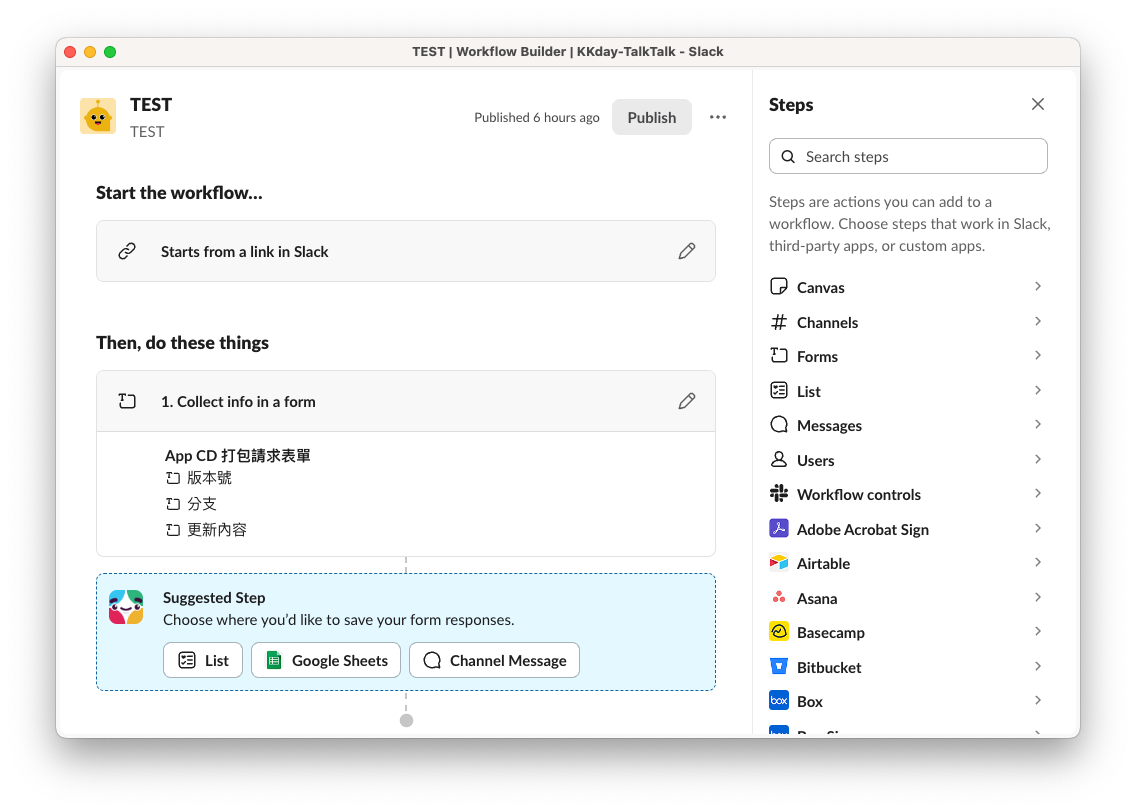 TEST | Workflow Builder | KKday-TalkTalk - Slack
TEST
TEST
Published 6 hours ago
Publish
Start the workflow...
Starts from a link in Slack
Then, do these things
1. Collect info in a form
App CD 打包請求表單
版本號
分支
更新內容
Suggested Step
Choose where you’d like to save your form responses.
List
Google Sheets
Channel Message
Steps
Search steps
Steps are actions you can add to a
workflow. Choose steps that work in Slack,
third-party apps, or custom apps.
Canvas
Channels
Forms
List
Messages
Users
Workflow controls
Adobe Acrobat Sign
Airtable
Asana
Basecamp
Bitbucket
box
Box